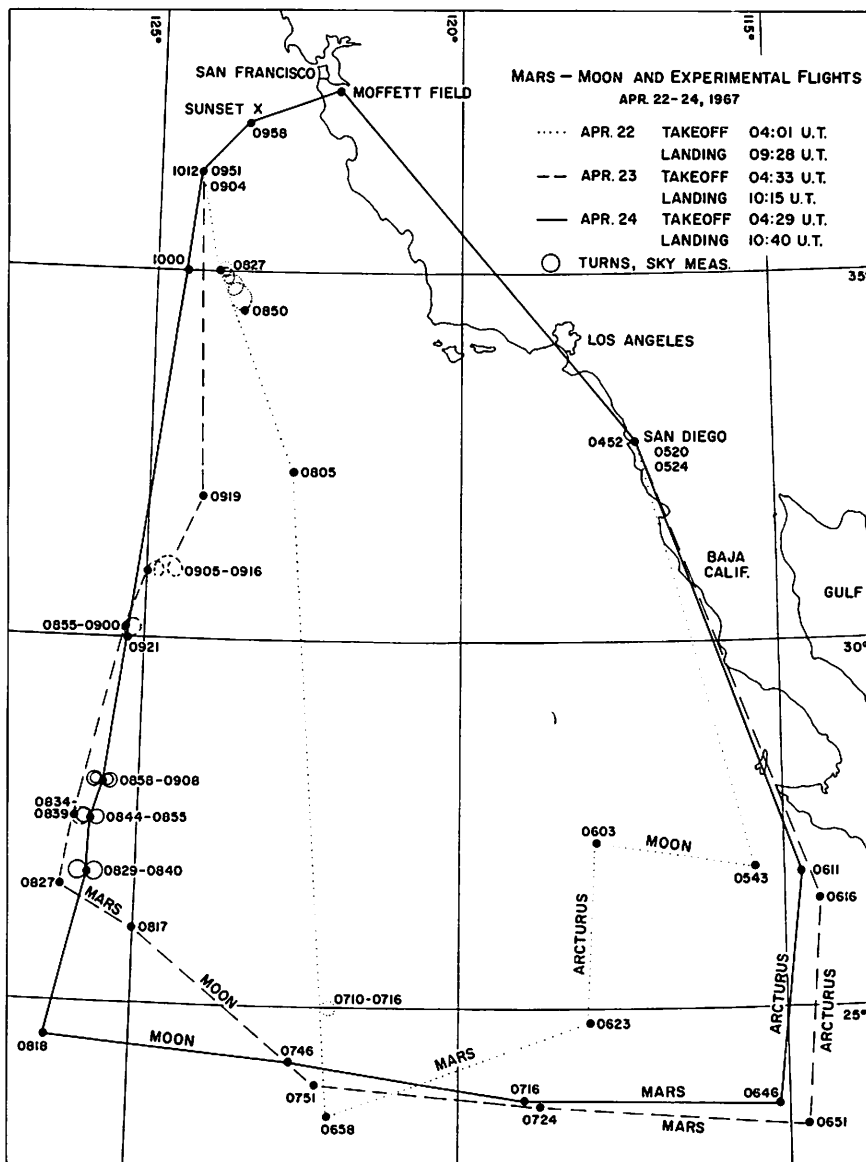 125°
120°
115°
SAN FRANCISCO
MOFFETT FIELD
MARS – MOON AND EXPERIMENTAL FLIGHTS
APR. 22-24, 1967
APR. 22 TAKEOFF 04:01 U.T.
LANDING 09:28 U.T.
APR. 23 TAKEOFF 04:33 U.T.
LANDING 10:15 U.T.
APR. 24 TAKEOFF 04:29 U.T.
LANDING 10:40 U.T.
TURNS, SKY MEAS.
SUNSET X
0958
1012
0951
0904
1000
0827
35°
0850
LOS ANGELES
0452
SAN DIEGO
0520
0524
0805
0919
BAJA
CALIF.
GULF
0905-0916
0855-0900
0921
30°
0858-0908
0834-
0839
0844-0855
0603
MOON
0543
0829-0840
0827
0611
0616
MARS
0817
ARCTURUS
ARCTURUS
ARCTURUS
MOON
0710-0716
25°
0623
0818
MOON
0746
MARS
0751
0716
MARS
0646
0658
0724
MARS
0651